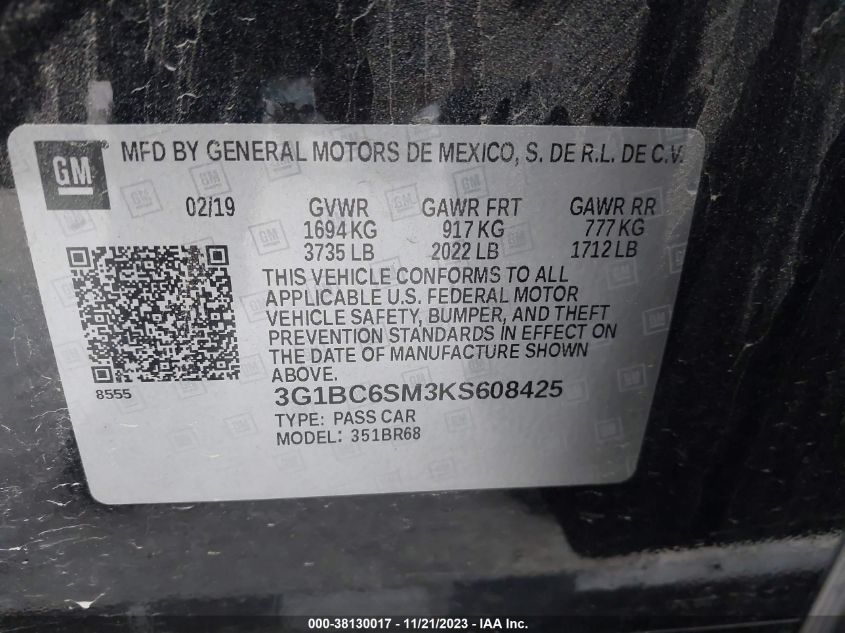 GM
MFD BY GENERAL MOTORS DE MEXICO, S. DE R.L. DE C.V.
02/19 GVWR GAWR FRT GAWR RR
1694 KG 917 KG 777 KG
3735 LB 2022 LB 1712 LB
THIS VEHICLE CONFORMS TO ALL
APPLICABLE U.S. FEDERAL MOTOR
VEHICLE SAFETY, BUMPER, AND THEFT
PREVENTION STANDARDS IN EFFECT ON
THE DATE OF MANUFACTURE SHOWN
ABOVE.
8555
3G1BC6SM3KS608425
TYPE: PASS CAR
MODEL: 351BR68
000-38130017 - 11/21/2023 - IAA Inc.